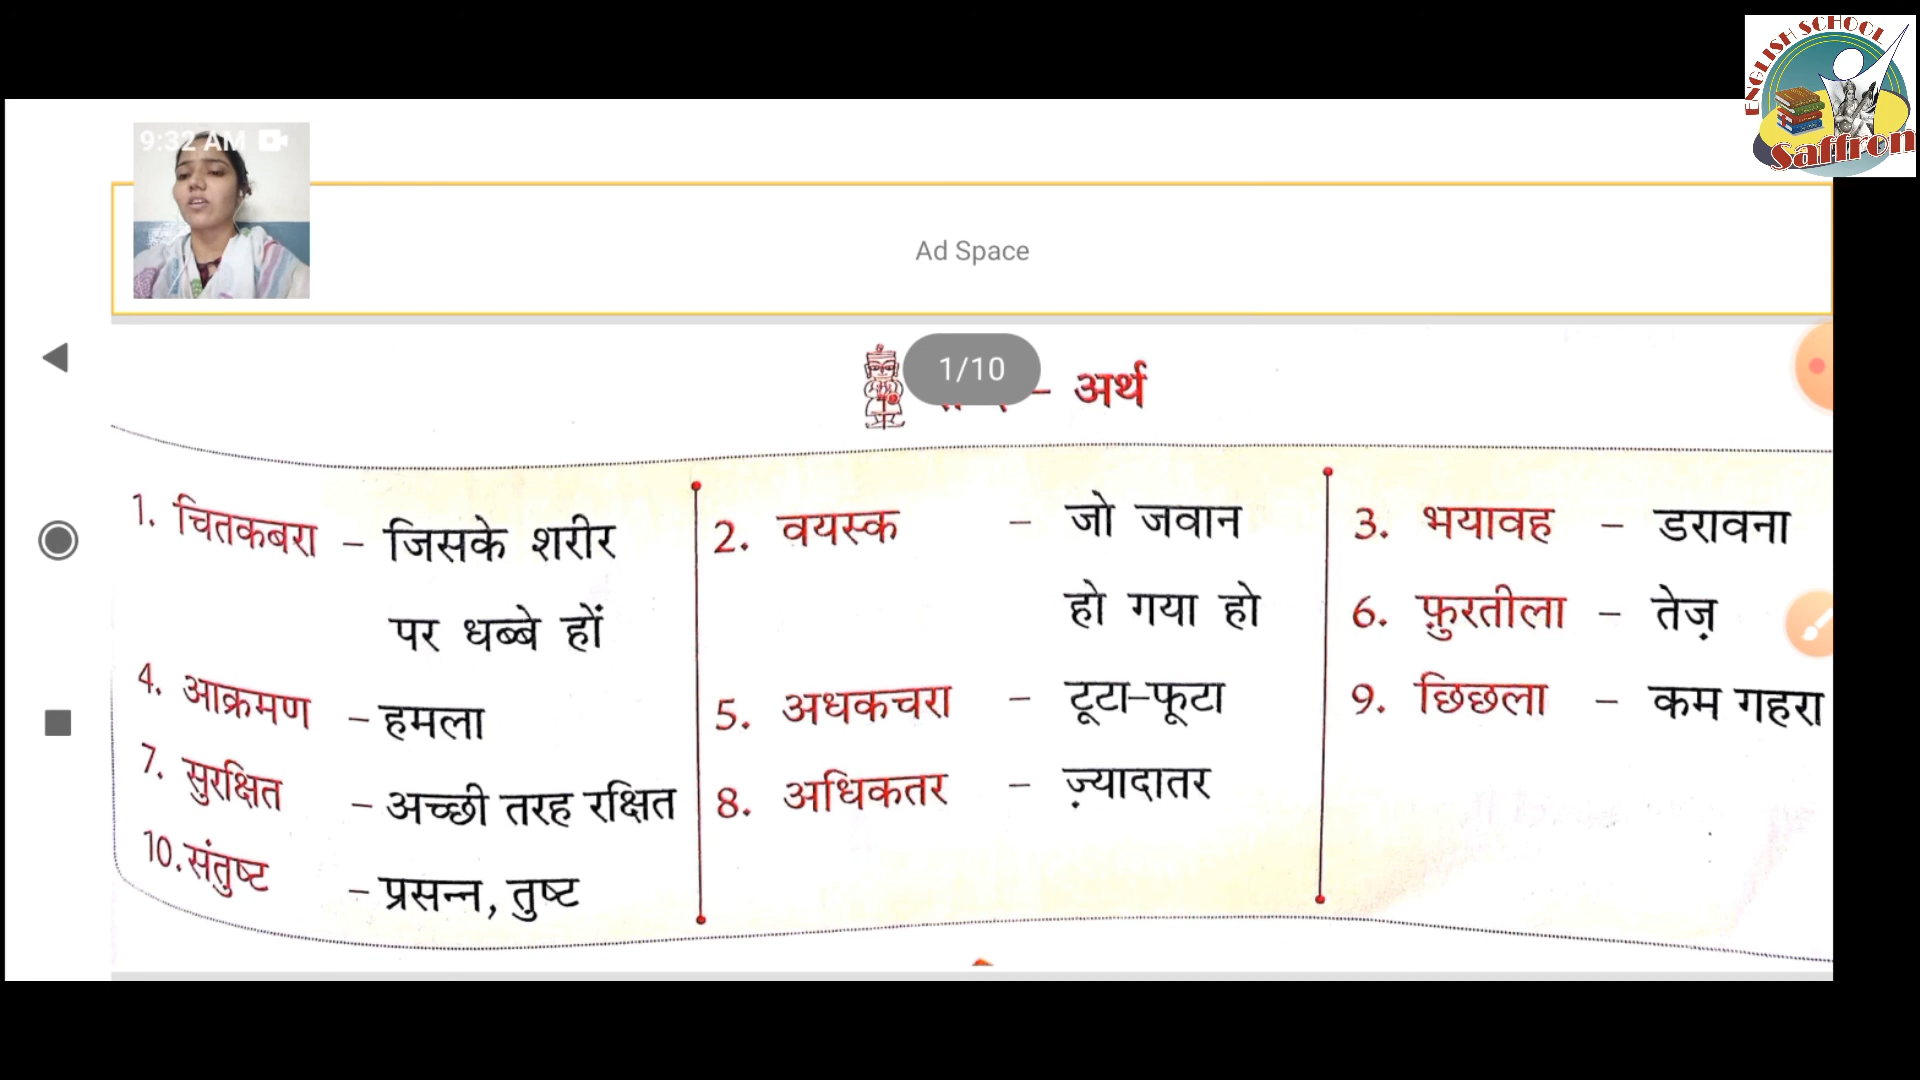 ENGLISH SCHOOL
Saffron
9:32 AM
Ad Space
1/10
– अर्थ
1. चितकबरा – जिसके शरीर
पर धब्बे हों
4. आक्रमण – हमला
7. सुरक्षित – अच्छी तरह रक्षित
10. संतुष्ट – प्रसन्न, तुष्ट
2. वयस्क – जो जवान
हो गया हो
5. अधकचरा – टूटा-फूटा
8. अधिकतर – ज़्यादातर
3. भयावह – डरावना
6. फ़ुरतीला – तेज़
9. छिछला – कम गहरा